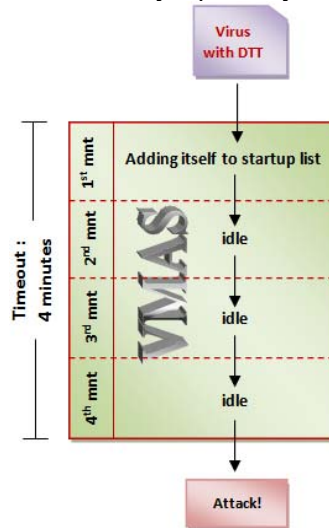 Virus
with DTT
Timeout :
4 minutes
1st mnt
Adding itself to startup list
2nd mnt
idle
VMAS
3rd mnt
idle
4th mnt
idle
Attack!